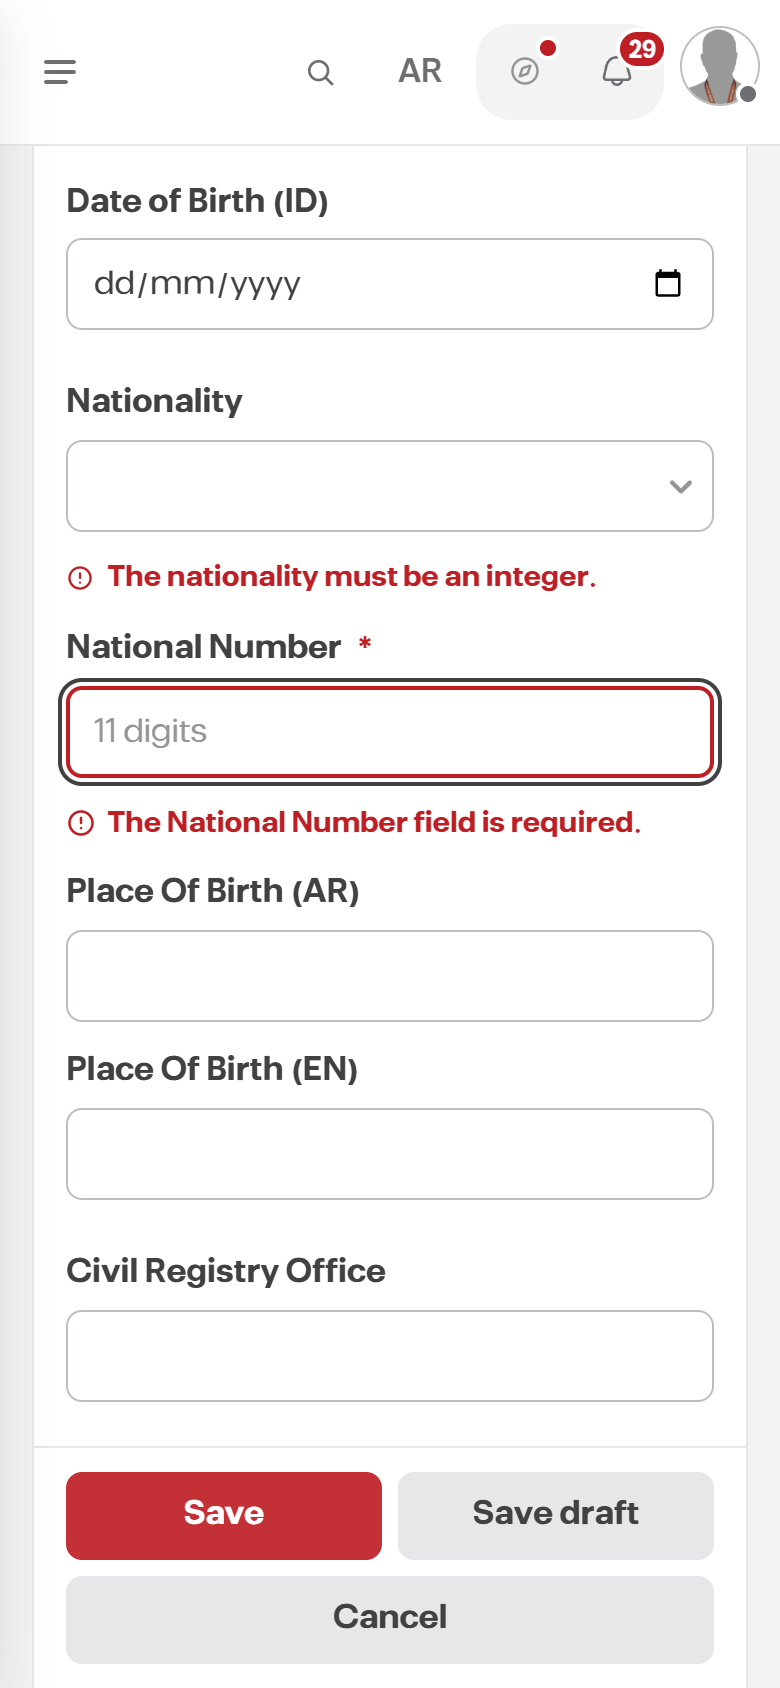 AR
29
Date of Birth (ID)
dd/mm/yyyy
Nationality
The nationality must be an integer.
National Number *
11 digits
The National Number field is required.
Place Of Birth (AR)
Place Of Birth (EN)
Civil Registry Office
Save
Save draft
Cancel